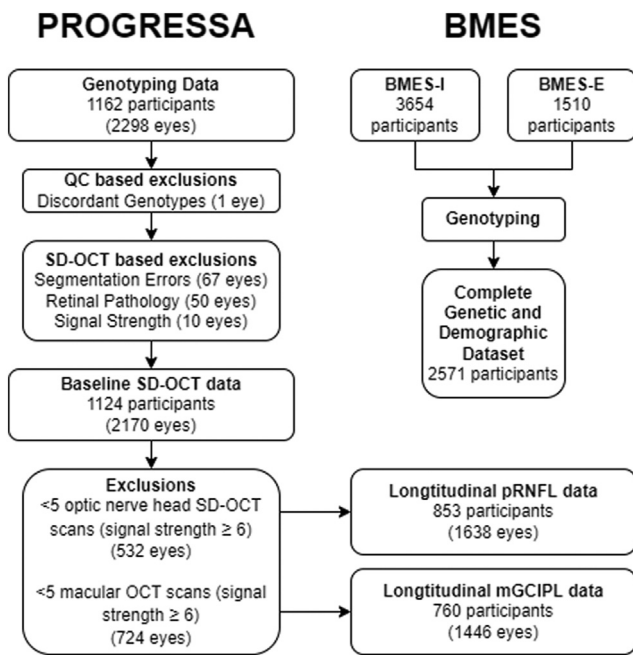 PROGRESSA
Genotyping Data
1162 participants
(2298 eyes)
QC based exclusions
Discordant Genotypes (1 eye)
SD-OCT based exclusions
Segmentation Errors (67 eyes)
Retinal Pathology (50 eyes)
Signal Strength (10 eyes)
Baseline SD-OCT data
1124 participants
(2170 eyes)
Exclusions
<5 optic nerve head SD-OCT
scans (signal strength ≥ 6)
(532 eyes)
<5 macular OCT scans (signal
strength ≥ 6)
(724 eyes)
Longtitudinal pRNFL data
853 participants
(1638 eyes)
Longtitudinal mGCIPL data
760 participants
(1446 eyes)
BMES
BMES-I
3654
participants
BMES-E
1510
participants
Genotyping
Complete
Genetic and
Demographic
Dataset
2571 participants